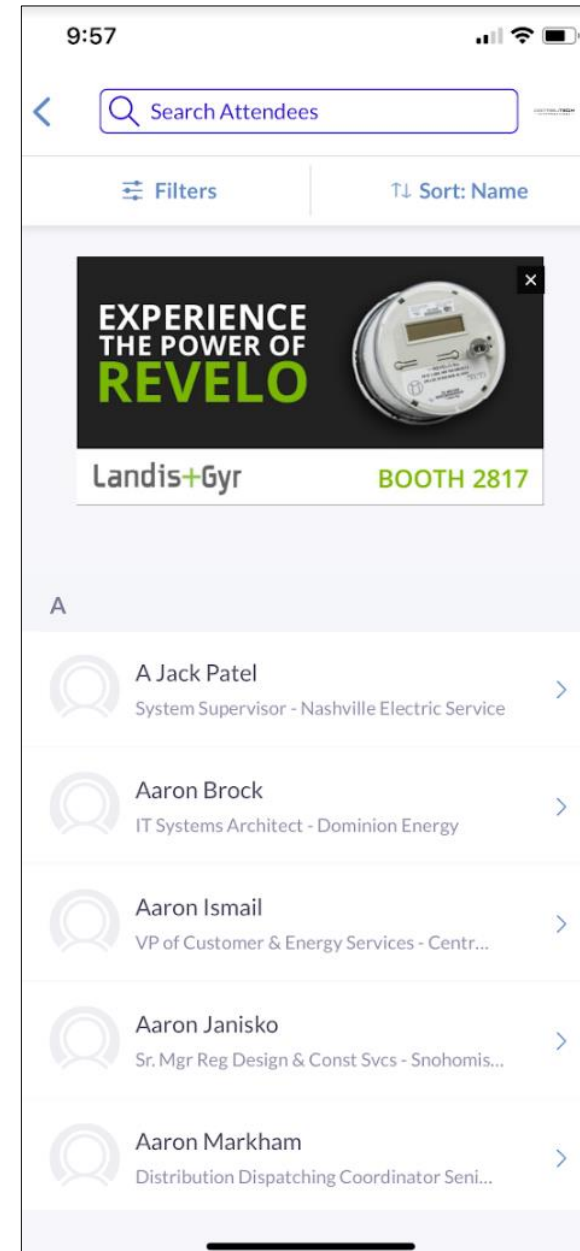 9:57
Search Attendees
DISTRIBUTECH
Filters
Sort: Name
EXPERIENCE
THE POWER OF
REVELO
Landis+Gyr
BOOTH 2817
A
A Jack Patel
System Supervisor - Nashville Electric Service
Aaron Brock
IT Systems Architect - Dominion Energy
Aaron Ismail
VP of Customer & Energy Services - Centr...
Aaron Janisko
Sr. Mgr Reg Design & Const Svcs - Snohomis...
Aaron Markham
Distribution Dispatching Coordinator Seni...